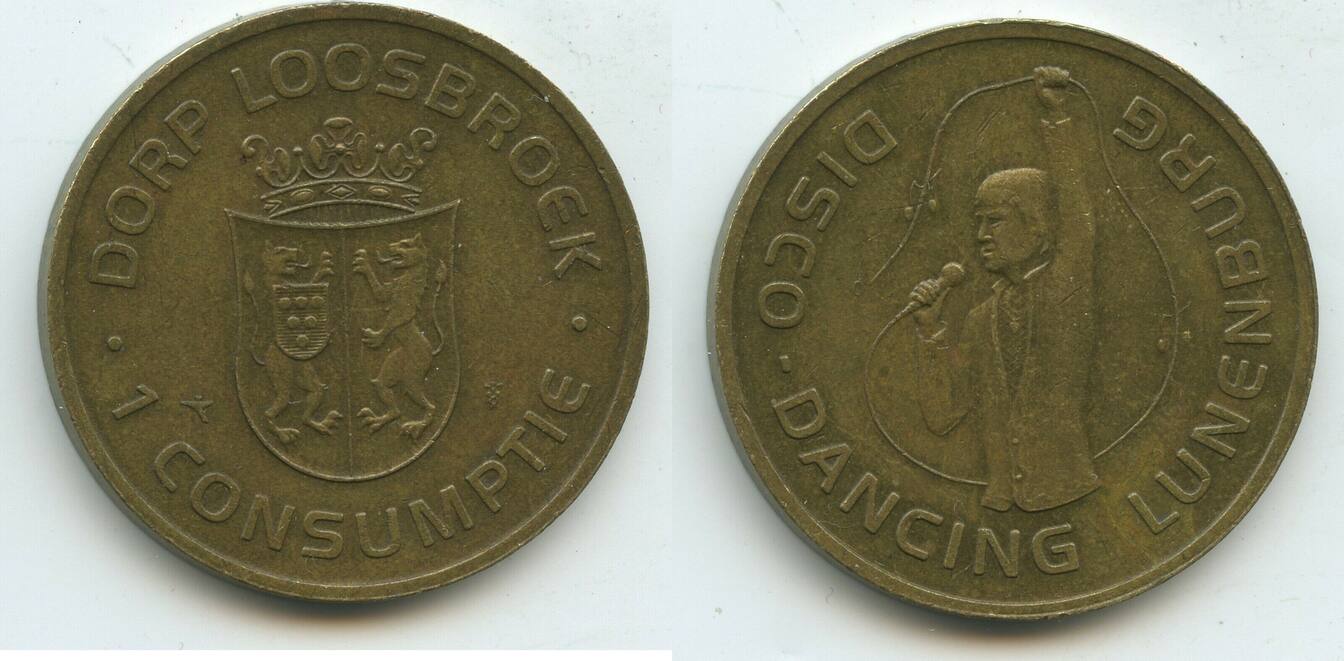 DORP LOOSBROEK
1 CONSUMPTIE
DISCO-DANCING LUNENBURG